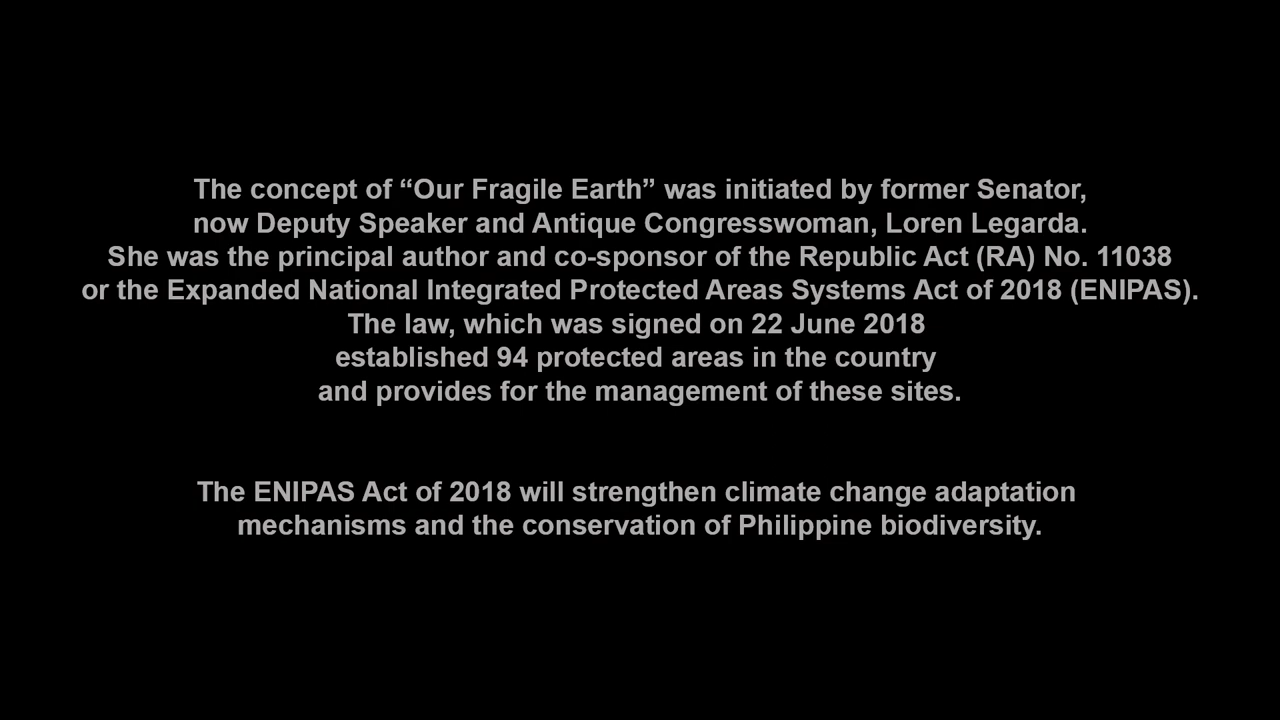 The concept of “Our Fragile Earth” was initiated by former Senator,
now Deputy Speaker and Antique Congresswoman, Loren Legarda.
She was the principal author and co-sponsor of the Republic Act (RA) No. 11038
or the Expanded National Integrated Protected Areas Systems Act of 2018 (ENIPAS).
The law, which was signed on 22 June 2018
established 94 protected areas in the country
and provides for the management of these sites.
The ENIPAS Act of 2018 will strengthen climate change adaptation
mechanisms and the conservation of Philippine biodiversity.